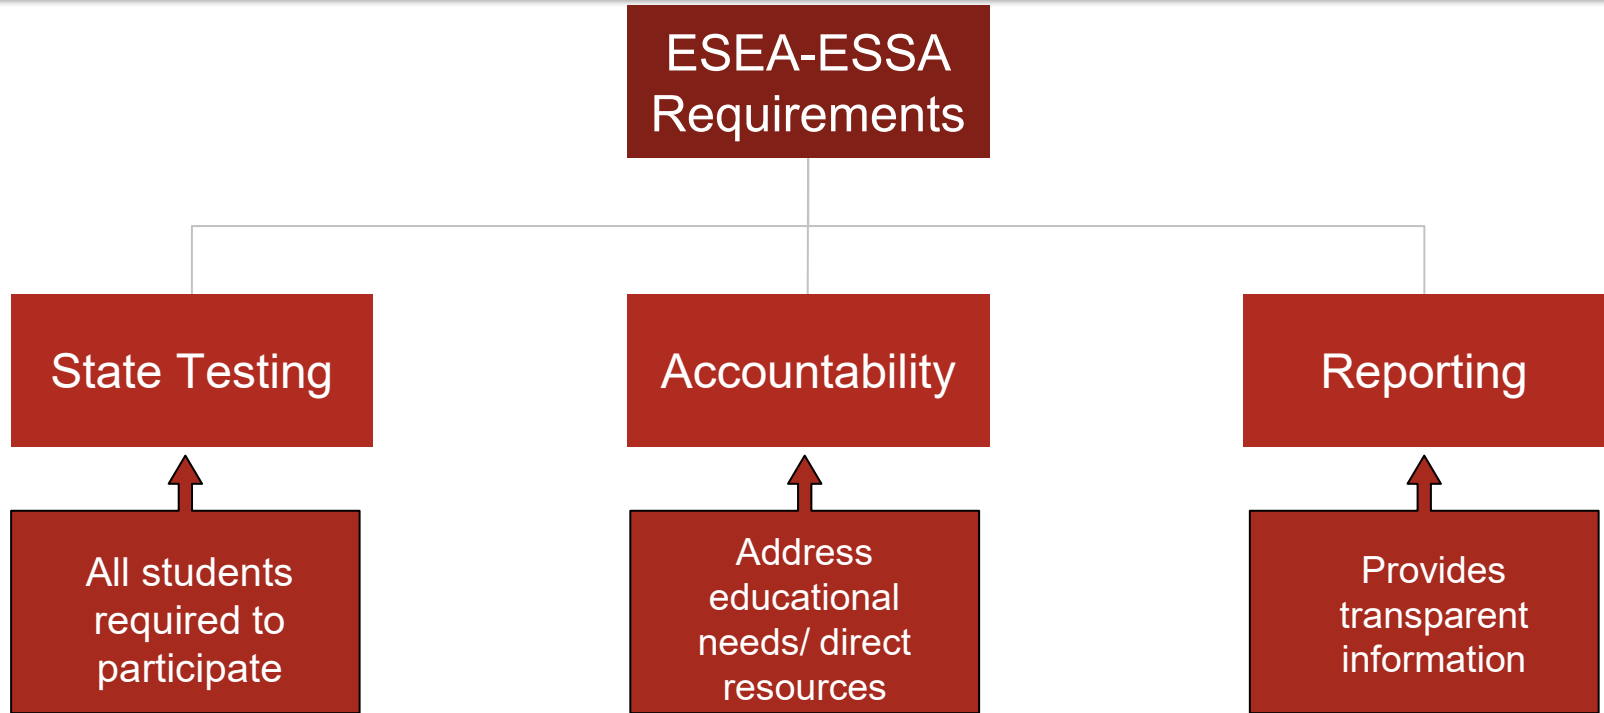 ESEA-ESSA
Requirements
State Testing
Accountability
Reporting
All students
required to
participate
Address
educational
needs/ direct
resources
Provides
transparent
information